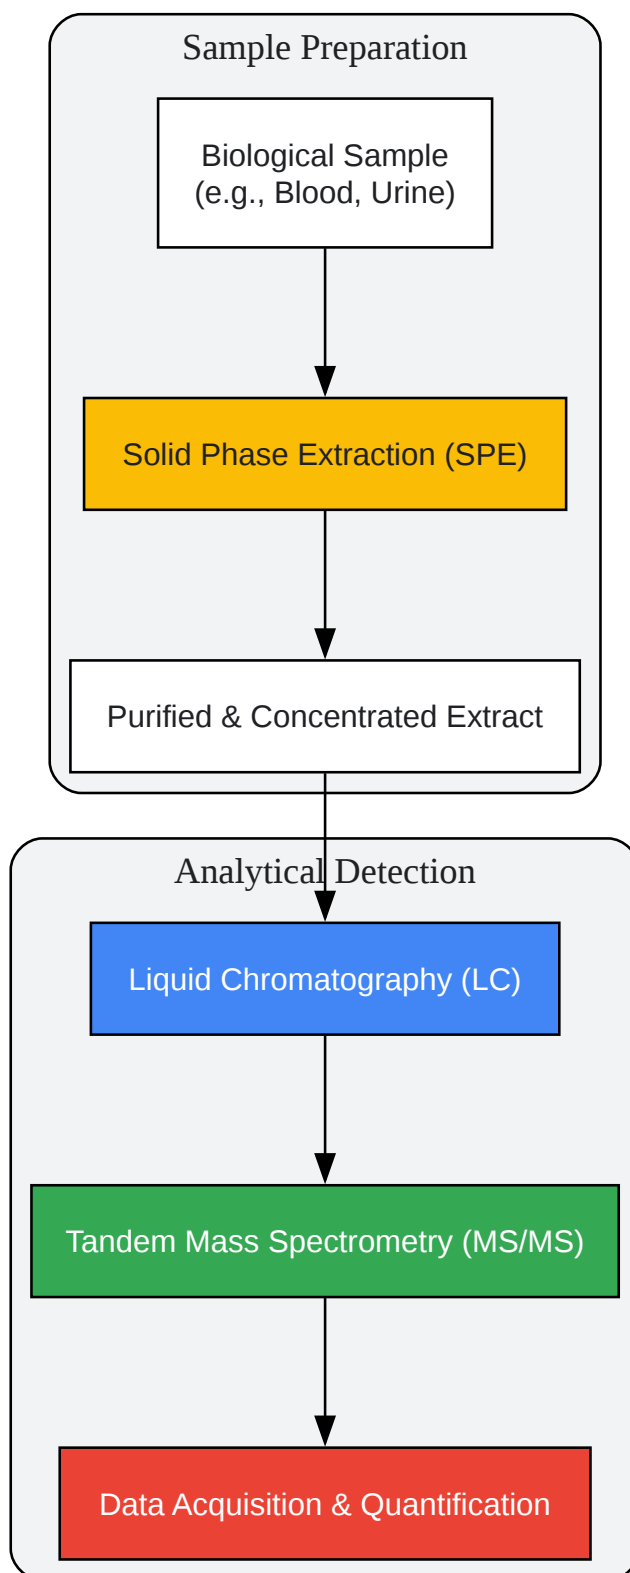 Sample Preparation
Biological Sample
(e.g., Blood, Urine)
Solid Phase Extraction (SPE)
Purified & Concentrated Extract
Analytical Detection
Liquid Chromatography (LC)
Tandem Mass Spectrometry (MS/MS)
Data Acquisition & Quantification